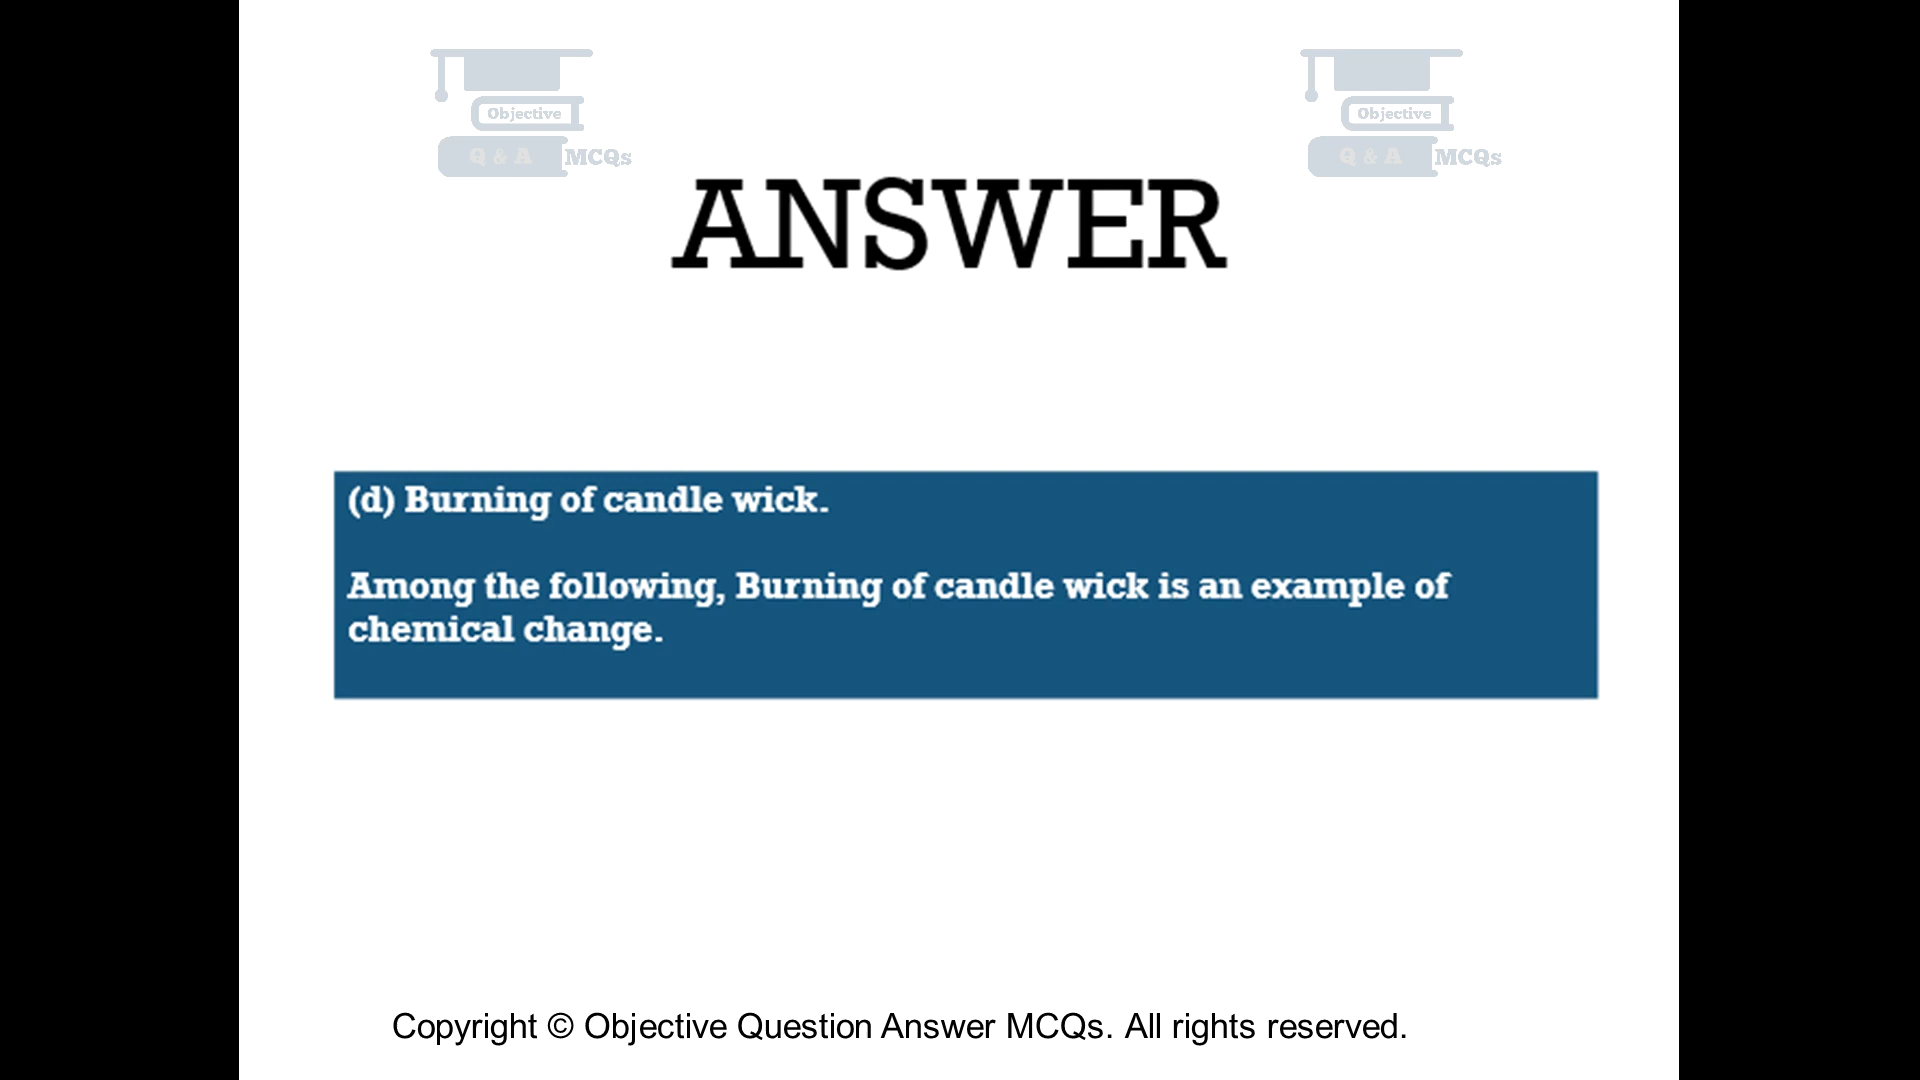 Objective
Q & A MCQs
Objective
Q & A MCQs
ANSWER
(d) Burning of candle wick.
Among the following, Burning of candle wick is an example of
chemical change.
Copyright © Objective Question Answer MCQs. All rights reserved.